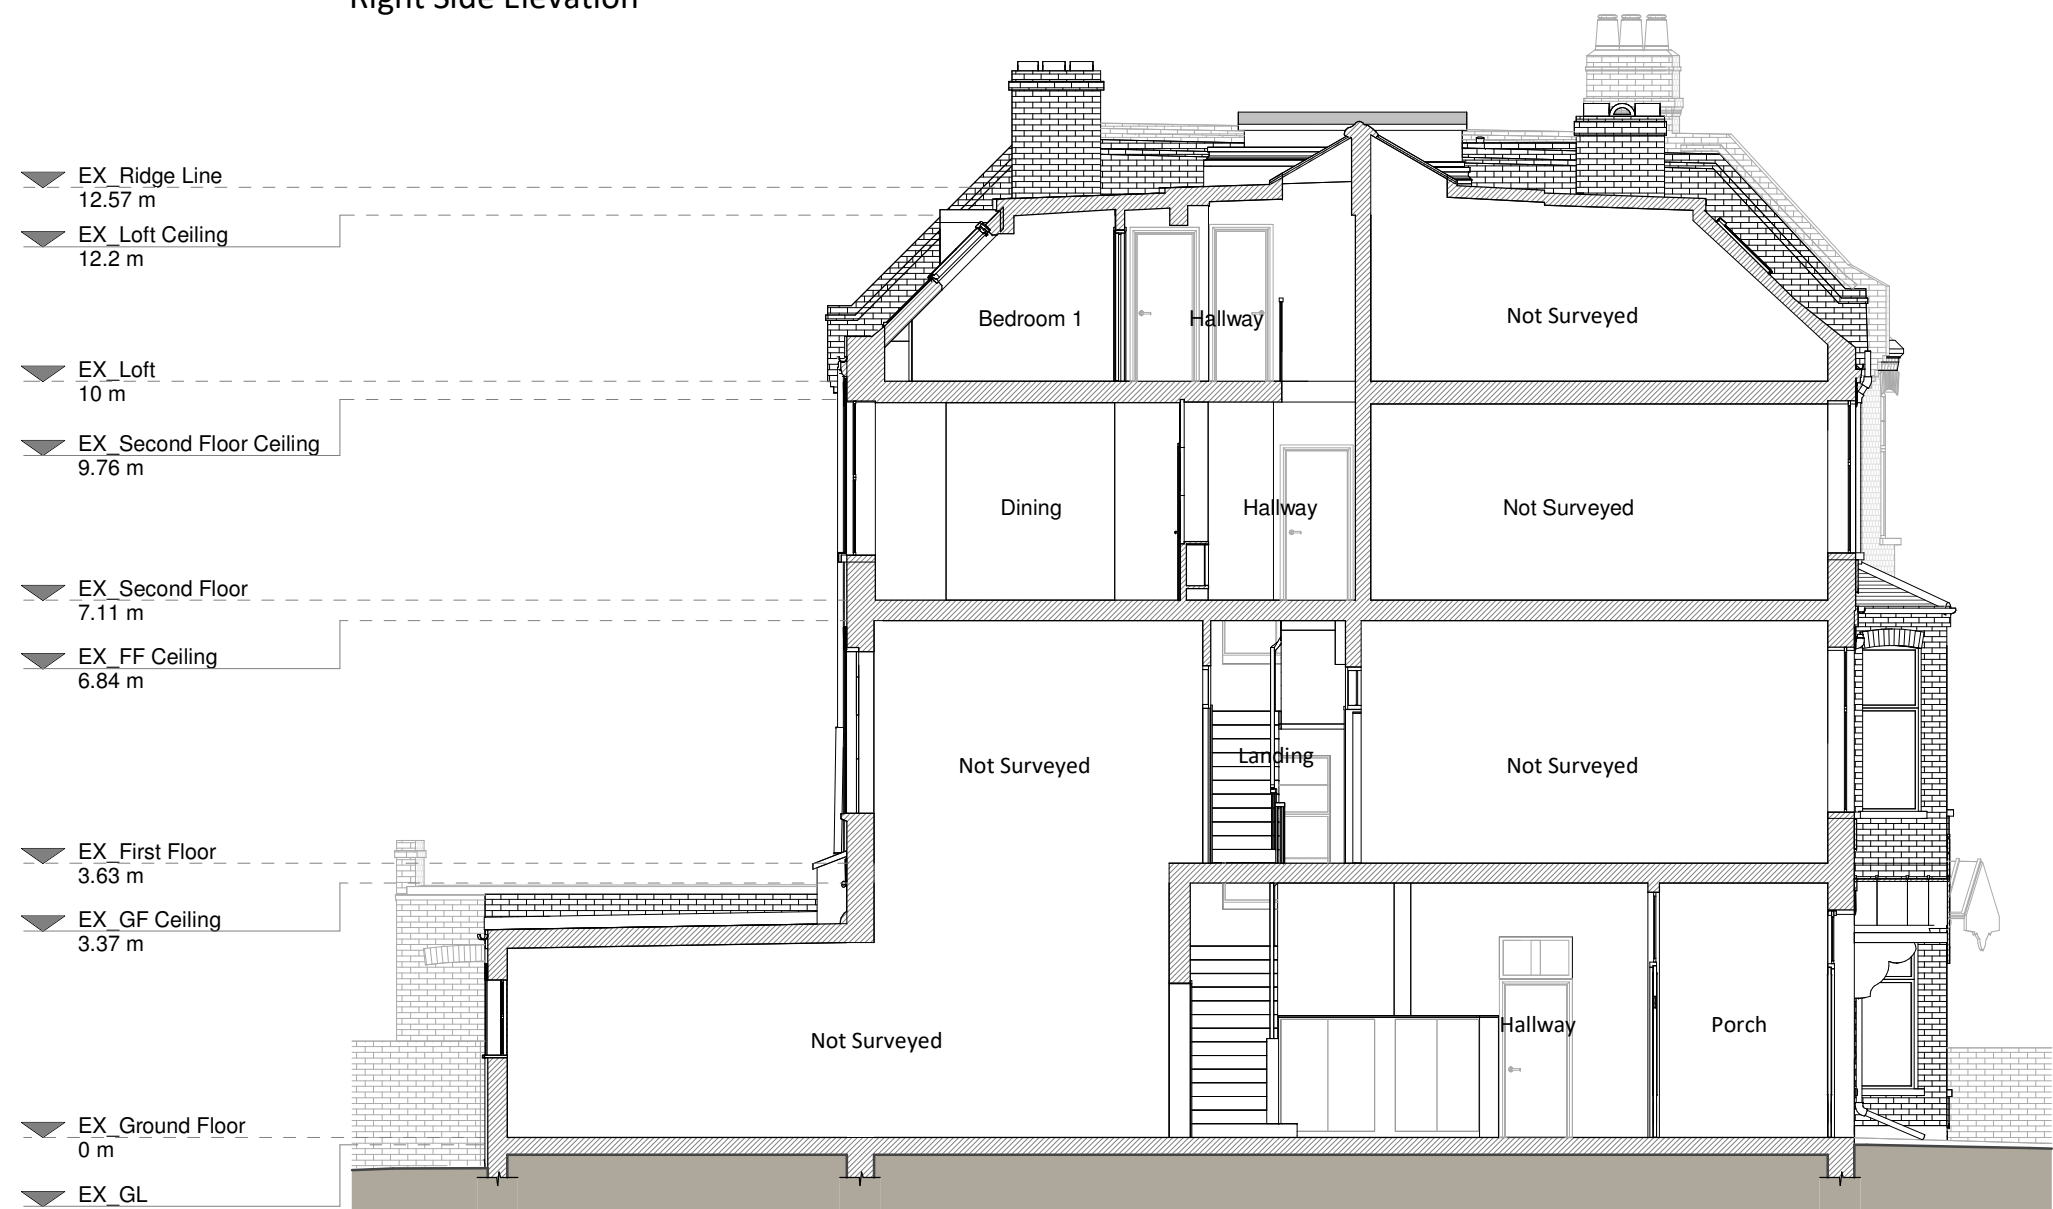 Right Side Elevation
EX_Ridge Line
12.57 m
EX_Loft Ceiling
12.2 m
Bedroom 1
Hallway
Not Surveyed
EX_Loft
10 m
EX_Second Floor Ceiling
9.76 m
Dining
Hallway
Not Surveyed
EX_Second Floor
7.11 m
EX_FF Ceiling
6.84 m
Not Surveyed
Landing
Not Surveyed
EX_First Floor
3.63 m
EX_GF Ceiling
3.37 m
Not Surveyed
Hallway
Porch
EX_Ground Floor
0 m
EX_GL